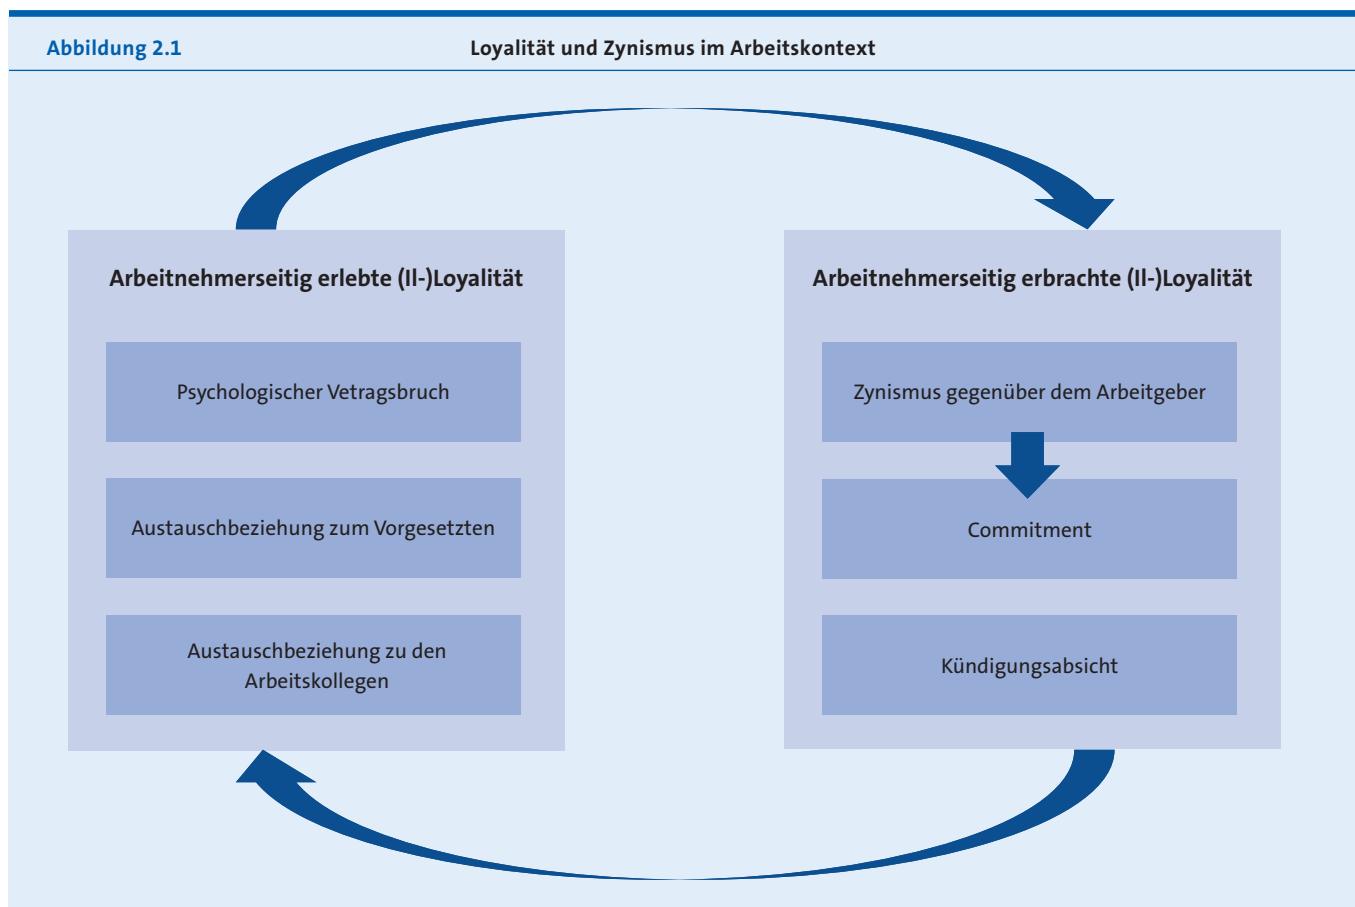 Abbildung 2.1
Loyalität und Zynismus im Arbeitskontext
Arbeitnehmerseitig erlebte (Il-)Loyalität
Psychologischer Vetragsbruch
Austauschbeziehung zum Vorgesetzten
Austauschbeziehung zu den
Arbeitskollegen
Arbeitnehmerseitig erbrachte (Il-)Loyalität
Zynismus gegenüber dem Arbeitgeber
Commitment
Kündigungsabsicht